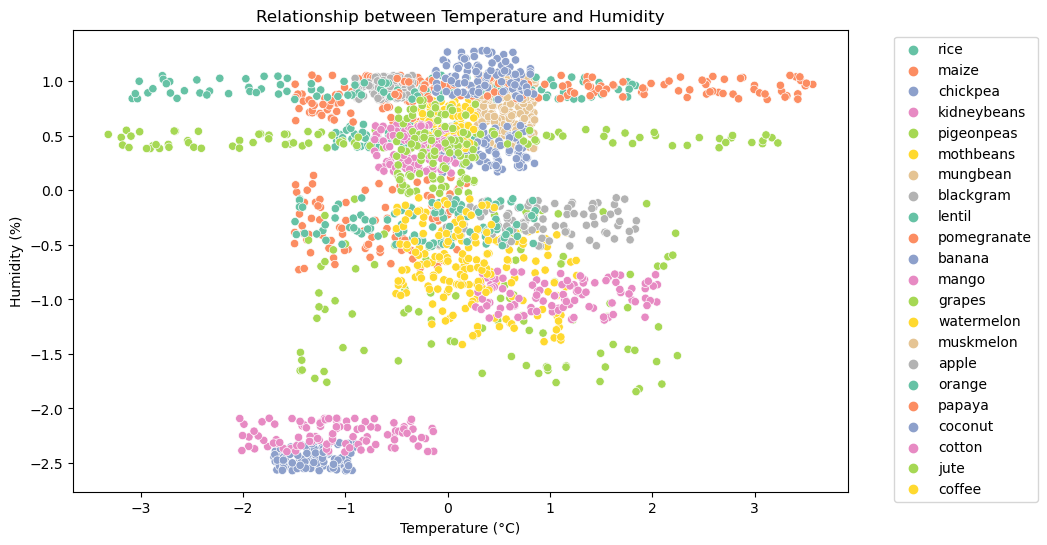 Relationship between Temperature and Humidity
Humidity (%)
1.0
0.5
0.0
−0.5
−1.0
−1.5
−2.0
−2.5
−3
−2
−1
0
1
2
3
Temperature (°C)
rice
maize
chickpea
kidneybeans
pigeonpeas
mothbeans
mungbean
blackgram
lentil
pomegranate
banana
mango
grapes
watermelon
muskmelon
apple
orange
papaya
coconut
cotton
jute
coffee